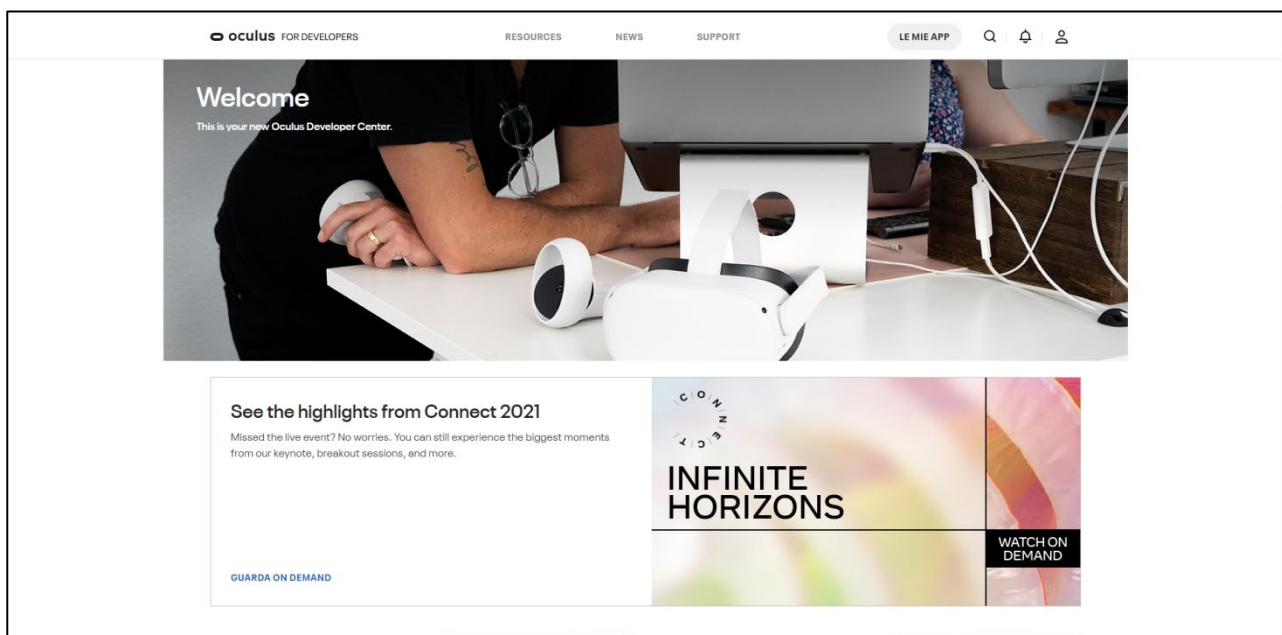 oculus FOR DEVELOPERS
RESOURCES
NEWS
SUPPORT
LE MIE APP
Welcome
This is your new Oculus Developer Center.
See the highlights from Connect 2021
Missed the live event? No worries. You can still experience the biggest moments
from our keynote, breakout sessions, and more.
GUARDA ON DEMAND
CONNECT
INFINITE
HORIZONS
WATCH ON
DEMAND